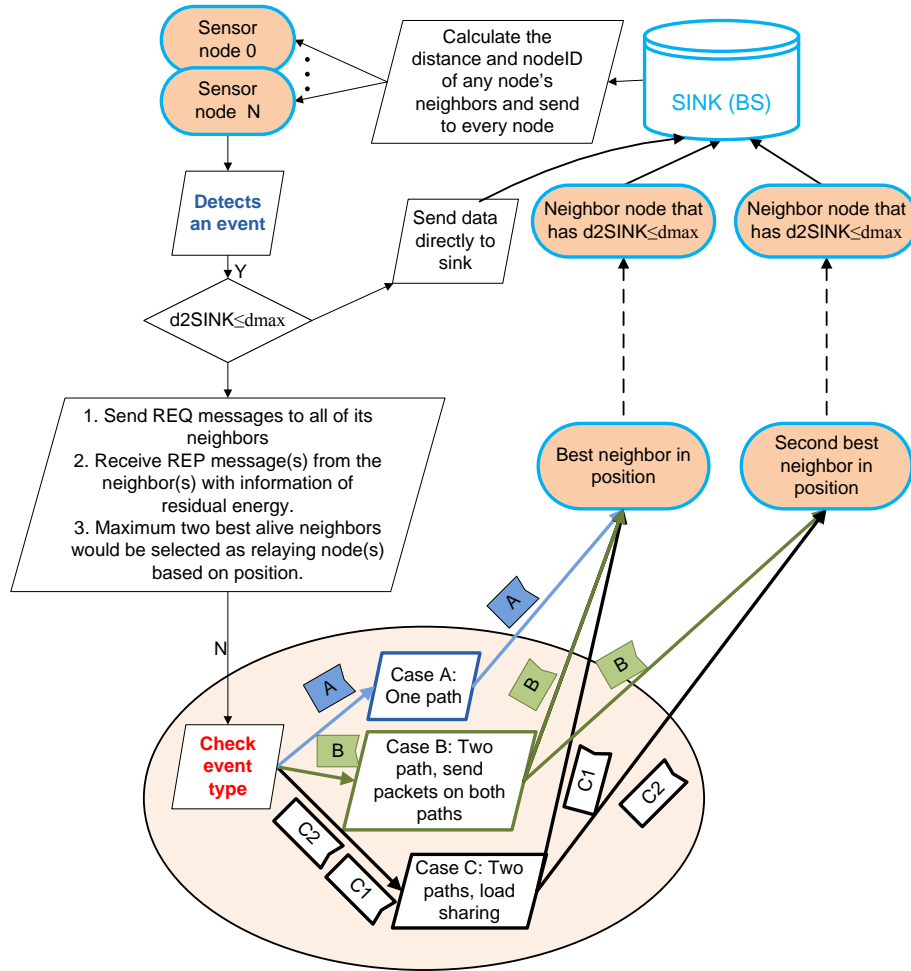 Sensor
node 0
Sensor
node N
Calculate the
distance and nodeID
of any node's
neighbors and send
to every node
SINK (BS)
Detects
an event
Send data
directly to
sink
Neighbor node that
has d2SINK≤dmax
Neighbor node that
has d2SINK≤dmax
Y
d2SINK≤dmax
1. Send REQ messages to all of its
neighbors
2. Receive REP message(s) from the
neighbor(s) with information of
residual energy.
3. Maximum two best alive neighbors
would be selected as relaying node(s)
based on position.
Best neighbor in
position
Second best
neighbor in
position
N
A
A
B
B
B
Case A:
One path
Check
event
type
Case B: Two
path, send
packets on both
paths
C1
C2
C2
C1
Case C: Two
paths, load
sharing